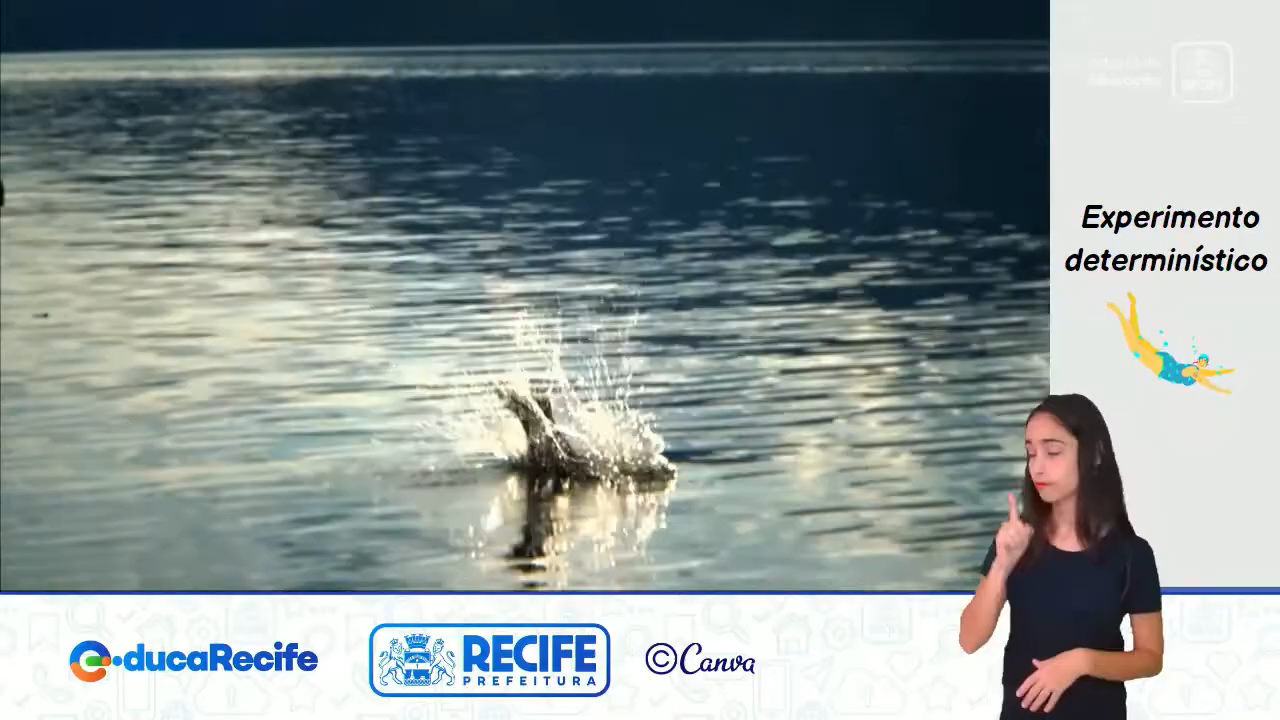 Experimento
determinístico
educaRecife
RECIFE
PREFEITURA
©Canva